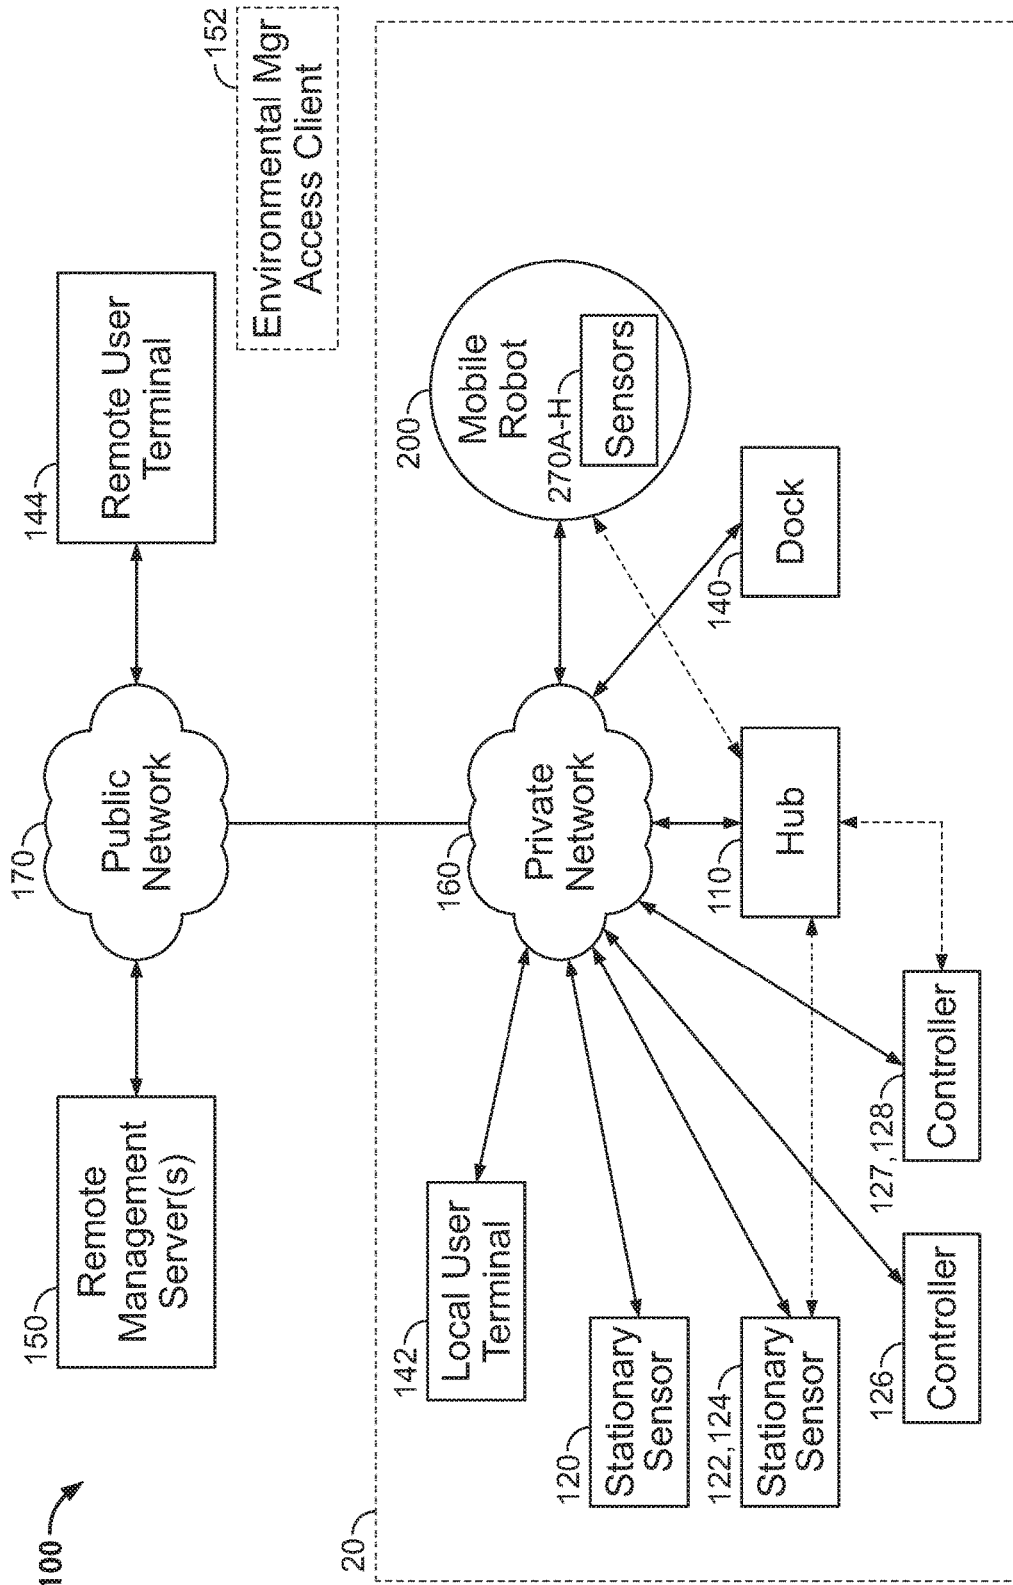 100
150
Remote
Management
Server(s)
170
Public
Network
144
Remote User
Terminal
152
Environmental Mgr
Access Client
20
142
Local User
Terminal
160
Private
Network
200
Mobile
Robot
270A-H
Sensors
120
Stationary
Sensor
122,124
Stationary
Sensor
110
Hub
140
Dock
126
Controller
127,128
Controller